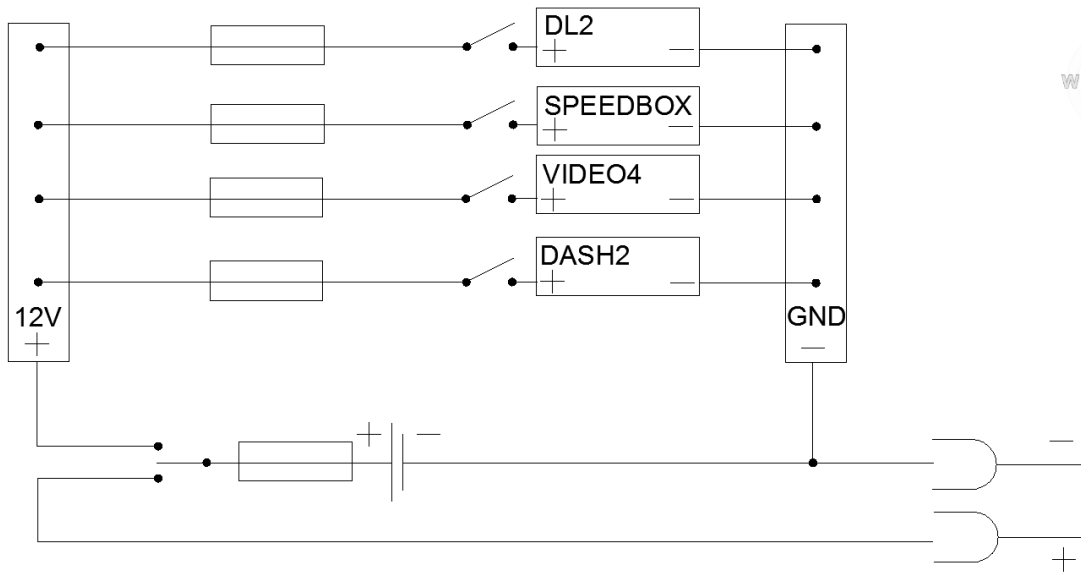 DL2
+ −
SPEEDBOX
+ −
VIDEO4
+ −
DASH2
+ −
12V
+
GND
−
+ −
−
+
W